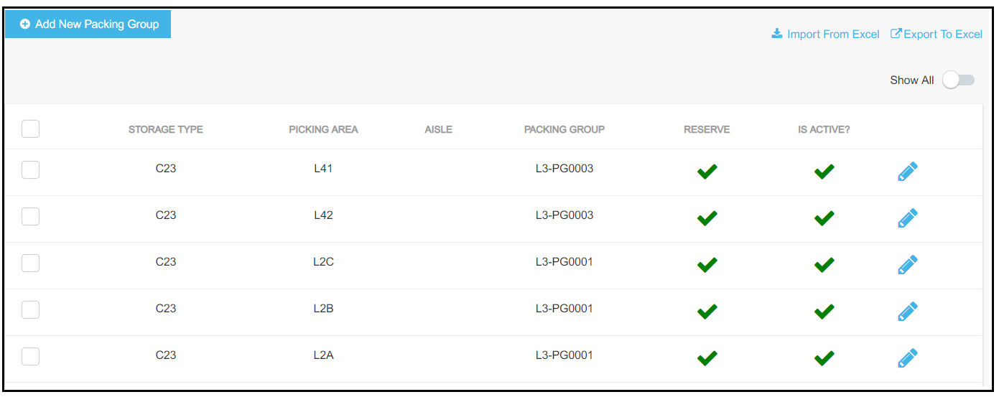 Add New Packing Group
Import From Excel Export To Excel
Show All
STORAGE TYPE PICKING AREA AISLE PACKING GROUP RESERVE IS ACTIVE?
C23 L41 L3-PG0003
C23 L42 L3-PG0003
C23 L2C L3-PG0001
C23 L2B L3-PG0001
C23 L2A L3-PG0001